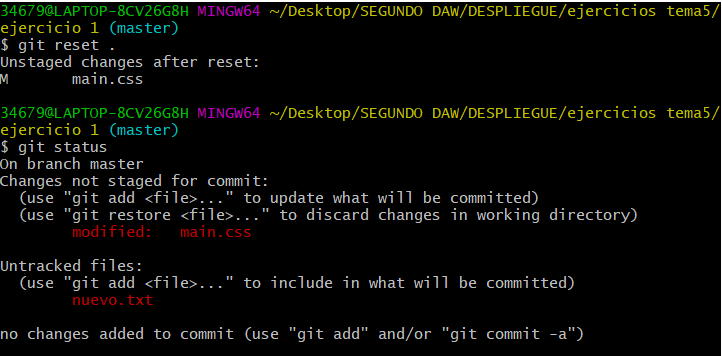 34679@LAPTOP-8CV26G8H MINGW64 ~/Desktop/SEGUNDO DAW/DESPLIEGUE/ejercicios tema5/
ejercicio 1 (master)
$ git reset .
Unstaged changes after reset:
M       main.css
34679@LAPTOP-8CV26G8H MINGW64 ~/Desktop/SEGUNDO DAW/DESPLIEGUE/ejercicios tema5/
ejercicio 1 (master)
$ git status
On branch master
Changes not staged for commit:
  (use "git add <file>..." to update what will be committed)
  (use "git restore <file>..." to discard changes in working directory)
        modified:   main.css
Untracked files:
  (use "git add <file>..." to include in what will be committed)
        nuevo.txt
no changes added to commit (use "git add" and/or "git commit -a")